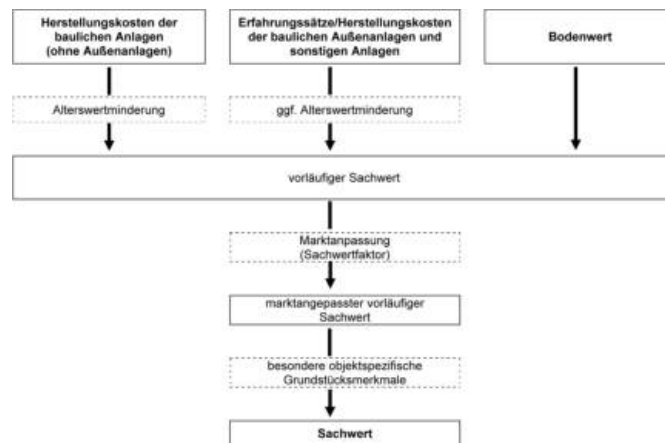 Herstellungskosten der
baulichen Anlagen
(ohne Außenanlagen)
Erfahrungssätze/Herstellungskosten
der baulichen Außenanlagen und
sonstigen Anlagen
Bodenwert
Alterswertminderung
ggf. Alterswertminderung
vorläufiger Sachwert
Marktanpassung
(Sachwertfaktor)
marktangepasster vorläufiger
Sachwert
besondere objektspezifische
Grundstücksmerkmale
Sachwert